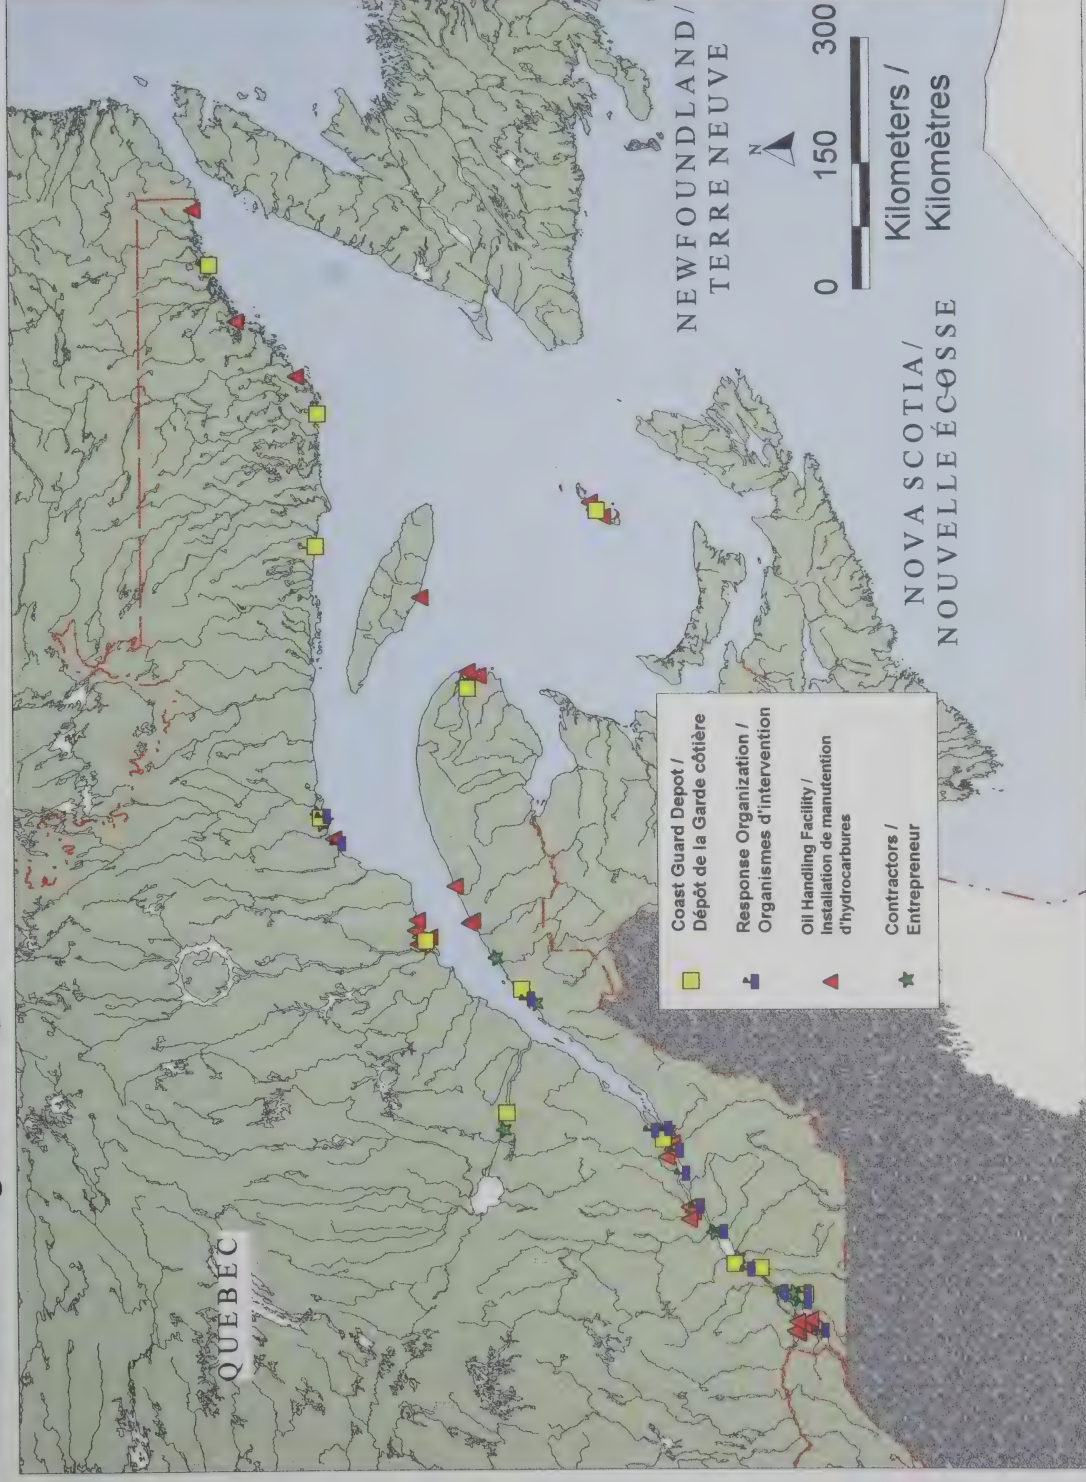 QUEBEC
NEWFOUNDLAND /
TERRE NEUVE
N
0 150 300
Kilometers /
Kilomètres
NOVA SCOTIA /
NOUVELLE ÉCOSSE
Coast Guard Depot /
Dépôt de la Garde côtière
Response Organization /
Organismes d'intervention
Oil Handling Facility /
Installation de manutention
d'hydrocarbures
Contractors /
Entrepreneur